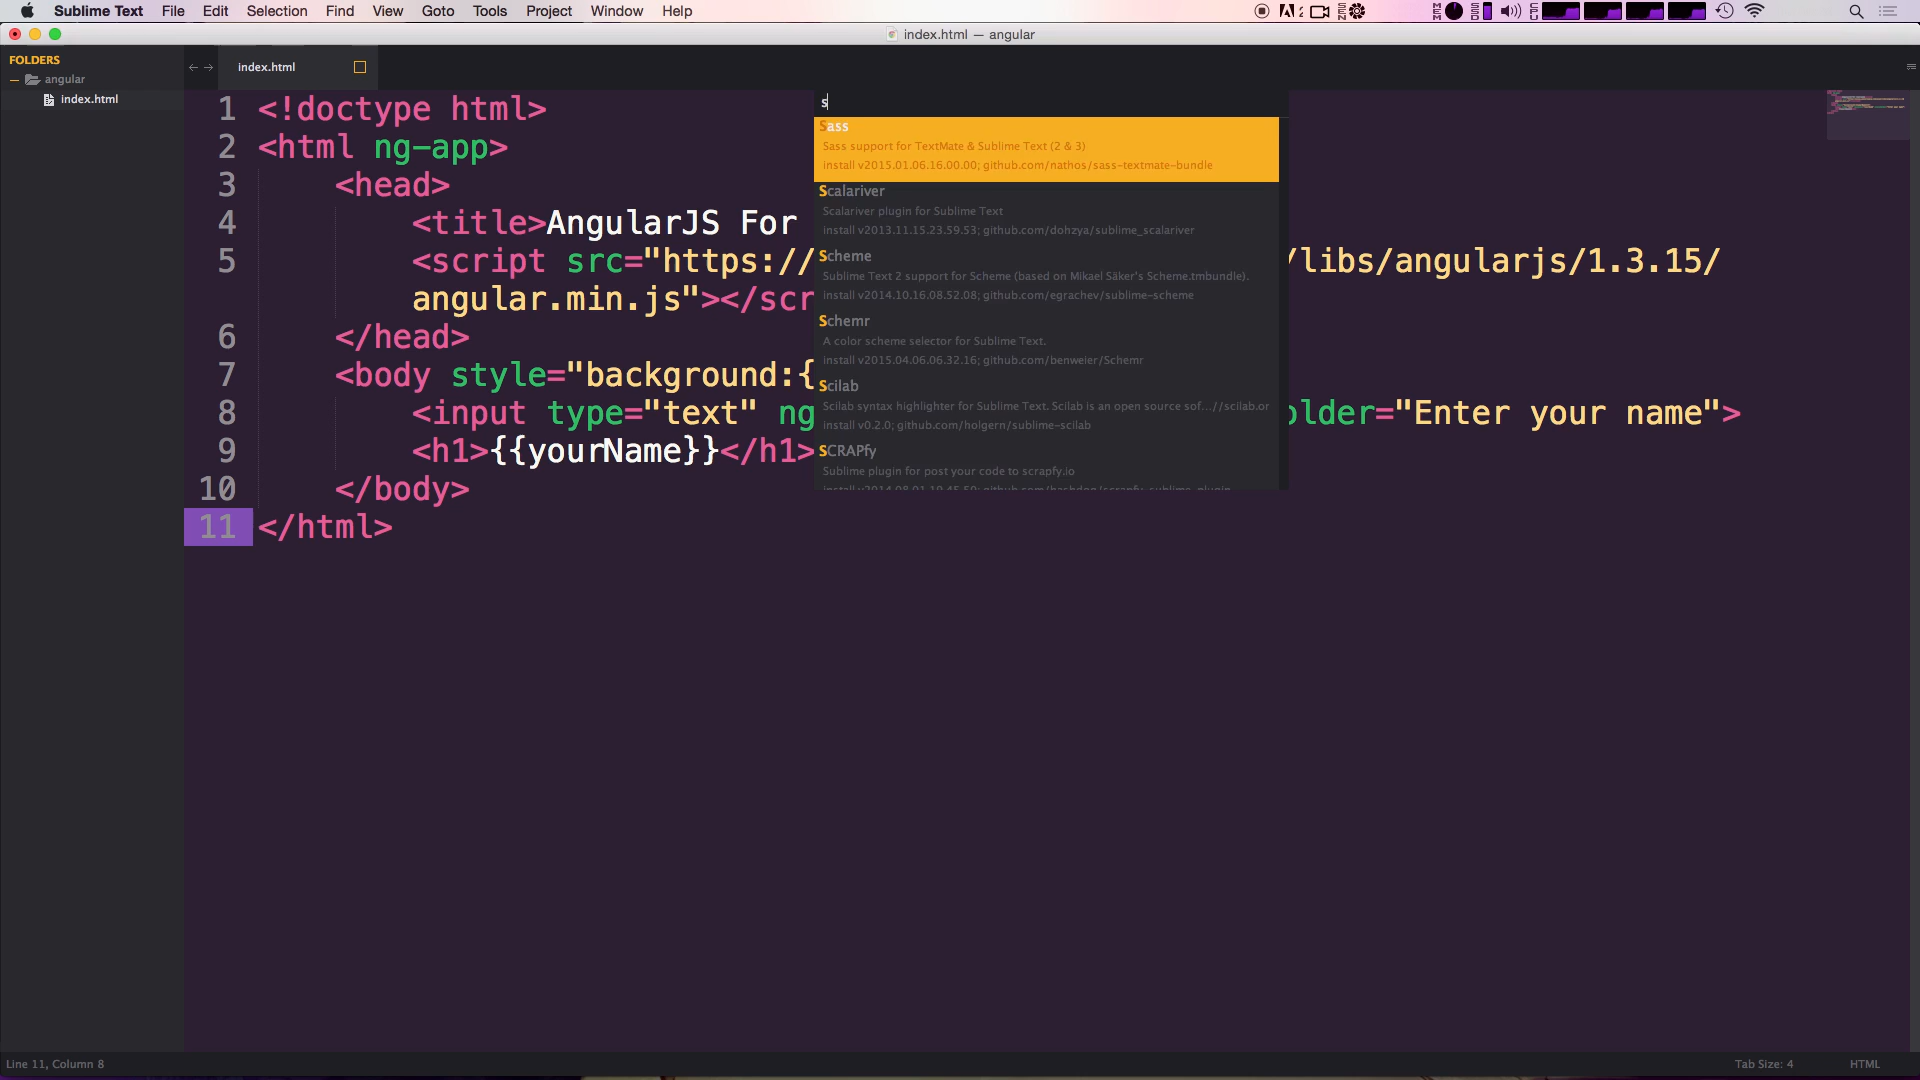 Sublime Text File Edit Selection Find View Goto Tools Project Window Help
index.html — angular
FOLDERS
angular
index.html
index.html
1 <!doctype html>
2 <html ng-app>
3 <head>
4 <title>AngularJS For
5 <script src="https:// /libs/angularjs/1.3.15/
angular.min.js"></scr
6 </head>
7 <body style="background:{
8 <input type="text" ng older="Enter your name">
9 <h1>{{yourName}}</h1>
10 </body>
11 </html>
s
Sass
Sass support for TextMate & Sublime Text (2 & 3)
install v2015.01.06.16.00.00; github.com/nathos/sass-textmate-bundle
Scalariver
Scalariver plugin for Sublime Text
install v2013.11.15.23.59.53; github.com/dohzya/sublime_scalariver
Scheme
Sublime Text 2 support for Scheme (based on Mikael Säker's Scheme.tmbundle).
install v2014.10.16.08.52.08; github.com/egrachev/sublime-scheme
Schemr
A color scheme selector for Sublime Text.
install v2015.04.06.06.32.16; github.com/benweier/Schemr
Scilab
Scilab syntax highlighter for Sublime Text. Scilab is an open source sof...//scilab.or
install v0.2.0; github.com/holgern/sublime-scilab
SCRAPfy
Sublime plugin for post your code to scrapfy.io
Line 11, Column 8
Tab Size: 4
HTML